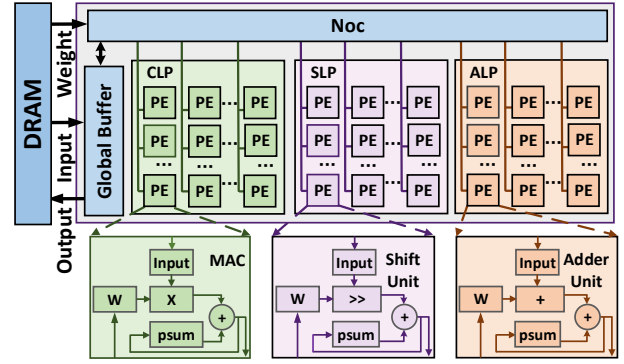 Noc
DRAM
Weight
Input
Output
Global Buffer
CLP
PE PE ... PE
PE PE ... PE
... ...
PE PE ... PE
SLP
PE PE ... PE
PE PE ... PE
... ...
PE PE ... PE
ALP
PE PE ... PE
PE PE ... PE
... ...
PE PE ... PE
MAC
Input
W
X
+
psum
Shift
Unit
Input
W
>>
+
psum
Adder
Unit
Input
W
+
+
psum